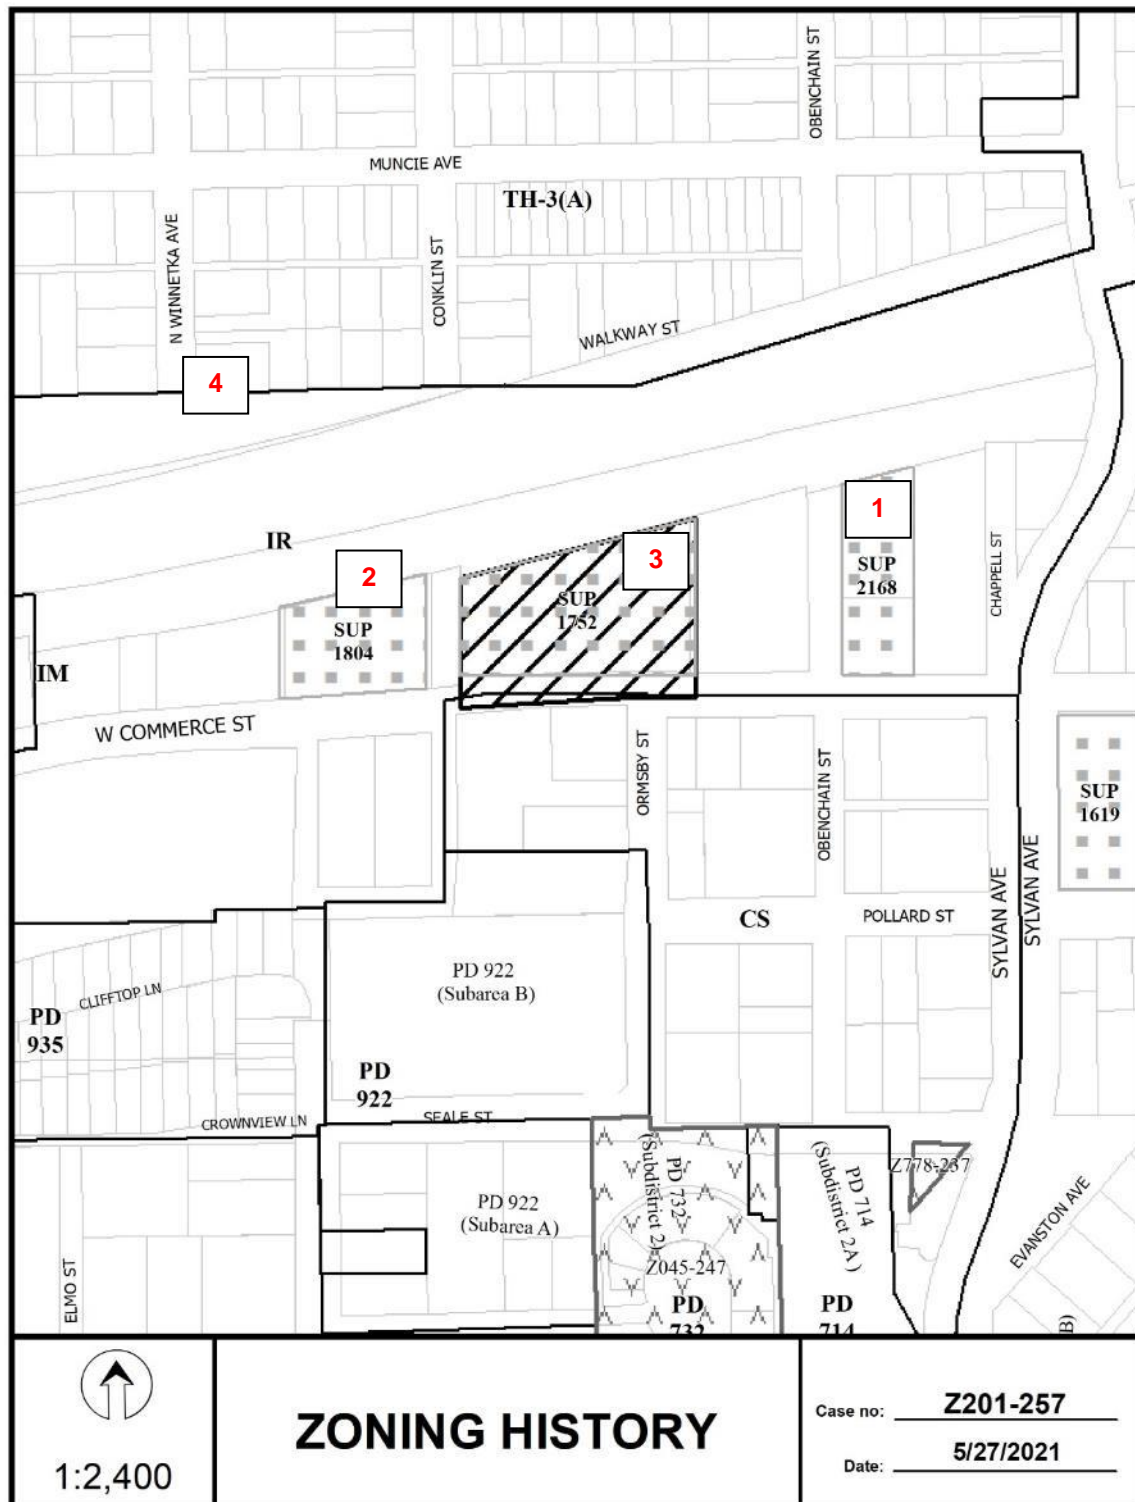 OBENCHAIN ST
MUNCIE AVE
TH-3(A)
N WINNETKA AVE
CONKLIN ST
WALKWAY ST
4
1
IR
3
2
SUP
2168
CHAPPELL ST
SUP
1752
SUP
1804
IM
W COMMERCE ST
ORMSBY ST
OBENCHAIN ST
SUP
1619
SYLVAN AVE
SYLVAN AVE
CS
POLLARD ST
PD 922
(Subarea B)
CLIFFTOP LN
PD
935
PD
922
CROWNVIEW LN
SEALE ST
PD 732
(Subdistrict 2)
PD 714
(Subdistrict 2A)
Z778-237
PD 922
(Subarea A)
EVANSTON AVE
Z045-247
ELMO ST
PD
732
PD
714
B)
1:2,400
ZONING HISTORY
Case no: Z201-257
Date: 5/27/2021